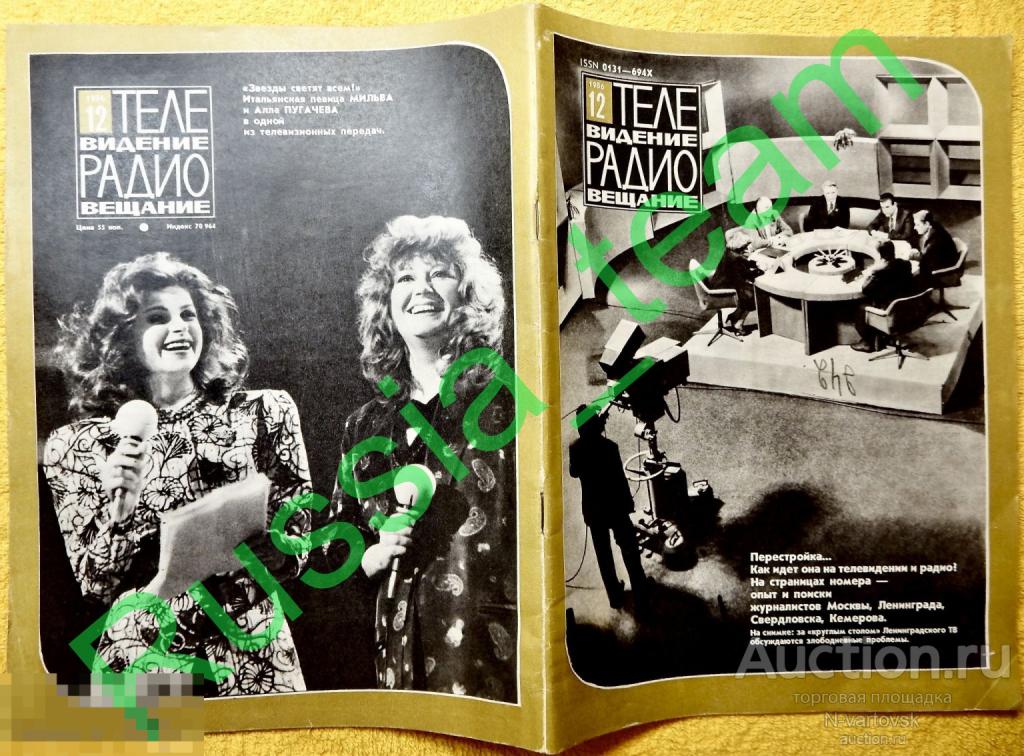 1986
12
ТЕЛЕ
ВИДЕНИЕ
РАДИО
ВЕЩАНИЕ
Цена 55 коп.
Индекс 70 964
«Звезды светят всем!»
Итальянская певица МИЛЬВА
и Алла ПУГАЧЕВА
в одной
из телевизионных передач.
ISSN 0131—694X
1986
12
ТЕЛЕ
ВИДЕНИЕ
РАДИО
ВЕЩАНИЕ
Перестройка...
Как идет она на телевидении и радио?
На страницах номера —
опыт и поиски
журналистов Москвы, Ленинграда,
Свердловска, Кемерова.
На снимке: за «круглым столом» Ленинградского ТВ
обсуждаются злободневные проблемы.
Russia_team
Auction.ru
торговая площадка
N-vartovsk
auction.ru